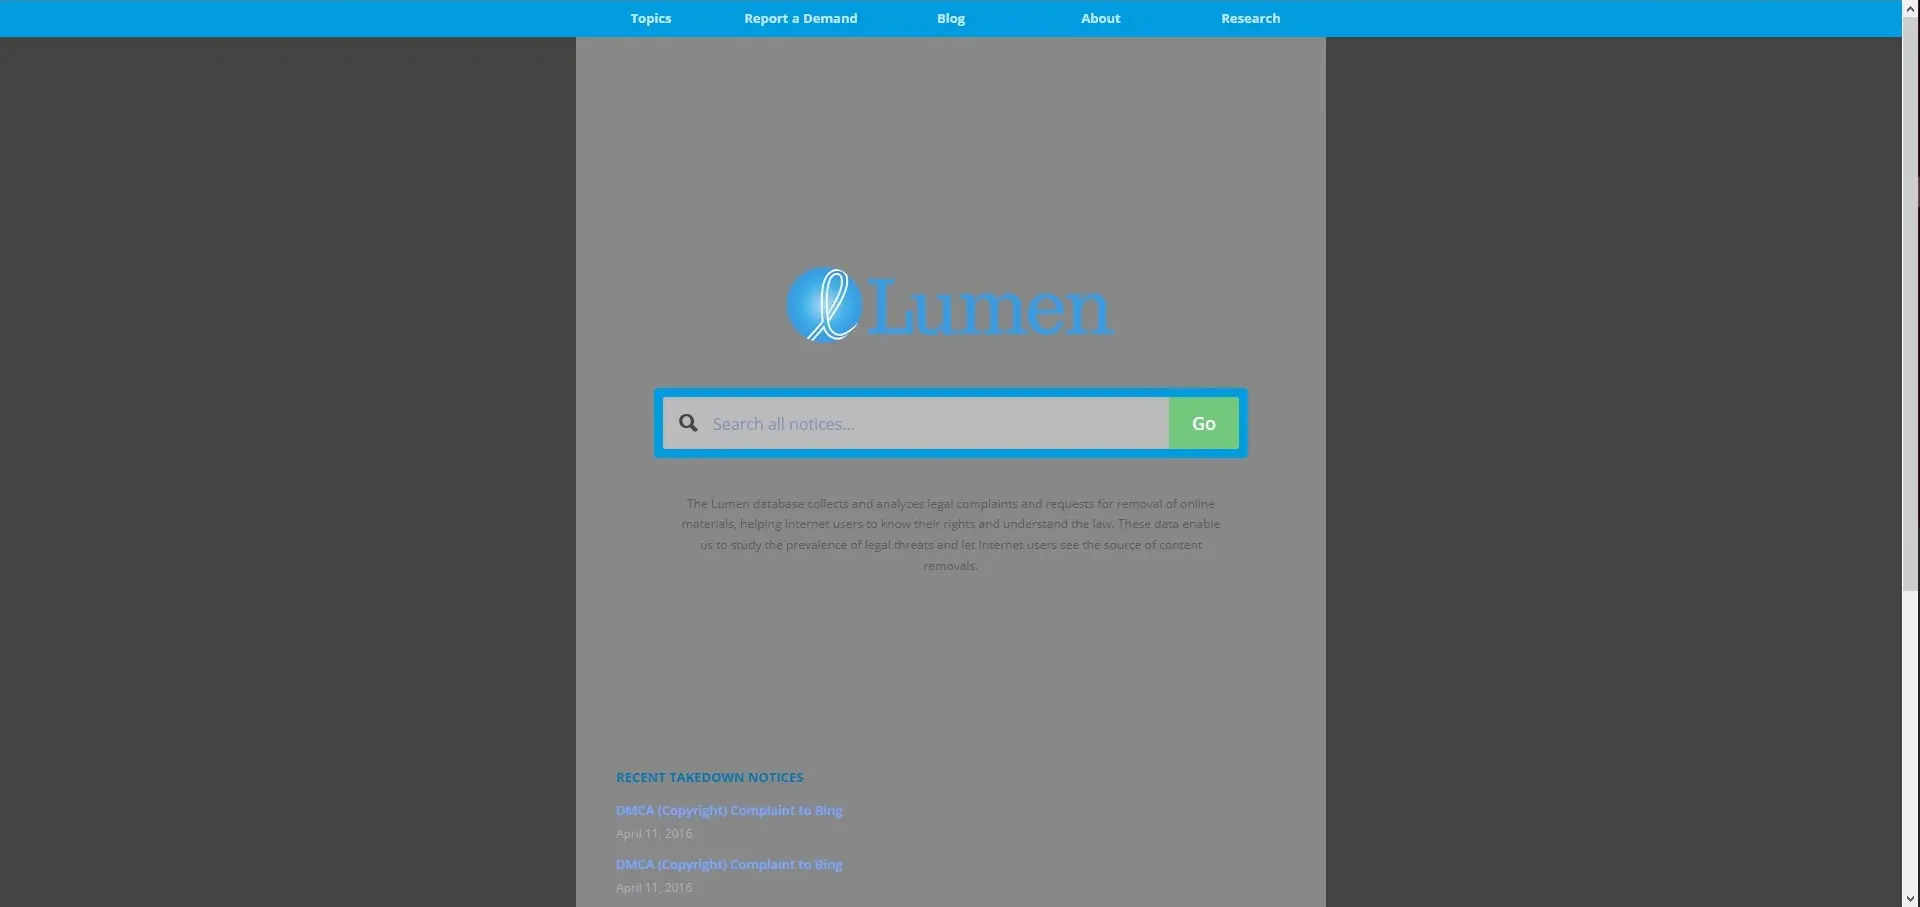 Topics Report a Demand Blog About Research
Lumen
Search all notices... Go
The Lumen database collects and analyzes legal complaints and requests for removal of online
materials, helping Internet users to know their rights and understand the law. These data enable
us to study the prevalence of legal threats and let Internet users see the source of content
removals.
RECENT TAKEDOWN NOTICES
DMCA (Copyright) Complaint to Bing
April 11, 2016
DMCA (Copyright) Complaint to Bing
April 11, 2016